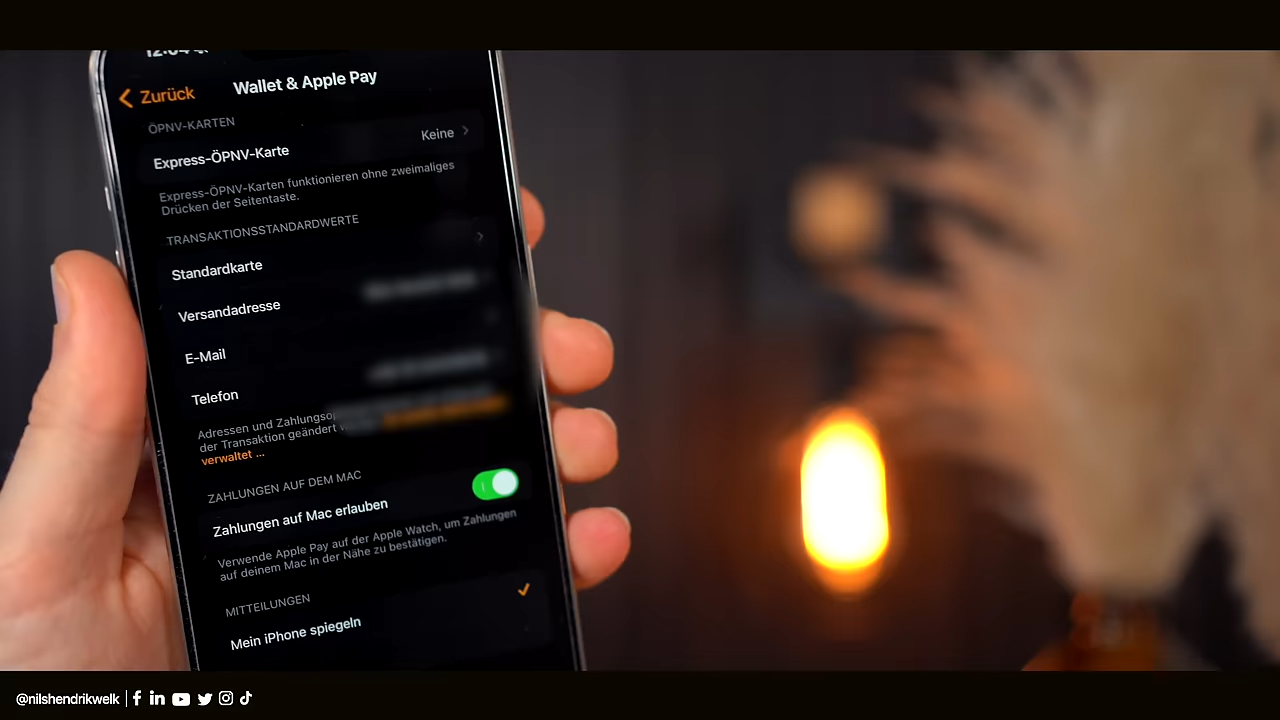 Zurück
Wallet & Apple Pay
ÖPNV-KARTEN
Express-ÖPNV-Karte
Keine
Express-ÖPNV-Karten funktionieren ohne zweimaliges
Drücken der Seitentaste.
TRANSAKTIONSSTANDARDWERTE
Standardkarte
Versandadresse
E-Mail
Telefon
Adressen und
der Transaktion geändert
verwaltet ...
ZAHLUNGEN AUF DEM MAC
Zahlungen auf Mac erlauben
Verwende Apple Pay auf der Apple Watch, um Zahlungen
auf deinem Mac in der Nähe zu bestätigen.
MITTEILUNGEN
Mein iPhone spiegeln
@nilshendrikwelk